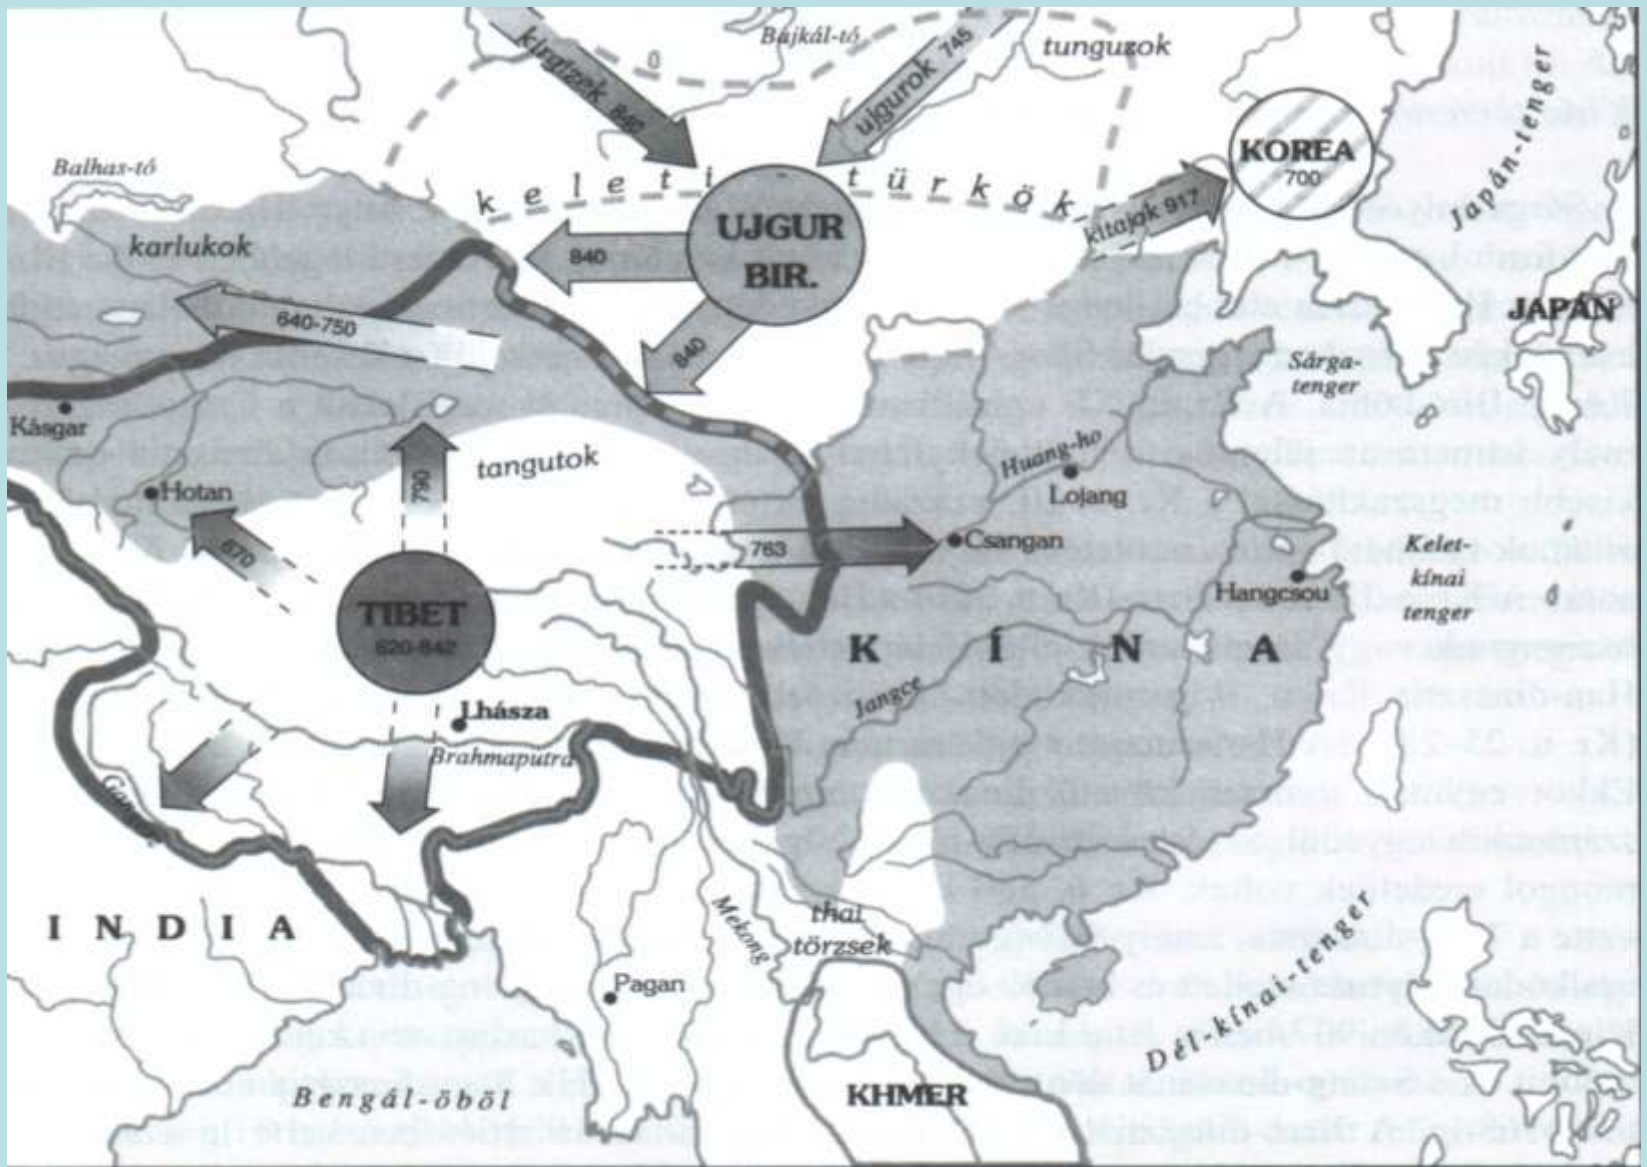 kirgizek 840
Bajkál-tó
ujgurok 745
tunguzok
Japán-tenger
Balhas-tó
KOREA
700
keleti türkök
kitajok 917
karlukok
UJGUR
BIR.
840
640-750
840
JAPÁN
Sárga-
tenger
Kásgar
Huang-ho
Lojang
tangutok
790
Hotan
763
Csangan
670
Kelet-
kínai
tenger
Hangcsou
TIBET
620-842
KÍNA
Jangce
Lhásza
Brahmaputra
Gangesz
INDIA
Mekong
thai
törzsek
Pagan
Dél-kínai-tenger
Bengál-öböl
KHMER